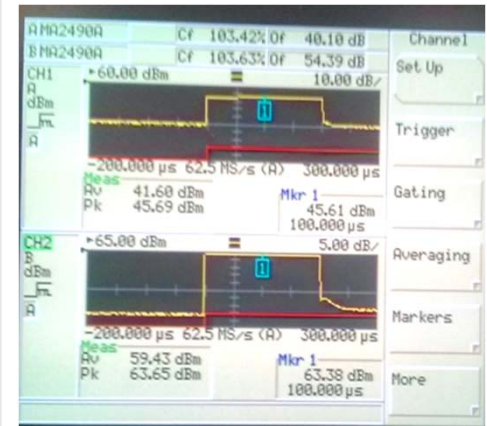 A MA2490A Cf 103.42% Of 40.10 dB
B MA2490A Cf 103.63% Of 54.39 dB
Channel
CH1 60.00 dBm 10.00 dB/
A
dBm
A
-200.000 µs 62.5 MS/s (A) 300.000 µs
Meas
Av 41.60 dBm
Pk 45.69 dBm
Mkr 1
45.61 dBm
100.000 µs
1
CH2 65.00 dBm 5.00 dB/
B
dBm
A
-200.000 µs 62.5 MS/s (A) 300.000 µs
Meas
Av 59.43 dBm
Pk 63.65 dBm
Mkr 1
63.38 dBm
100.000 µs
1
Set Up
Trigger
Gating
Averaging
Markers
More